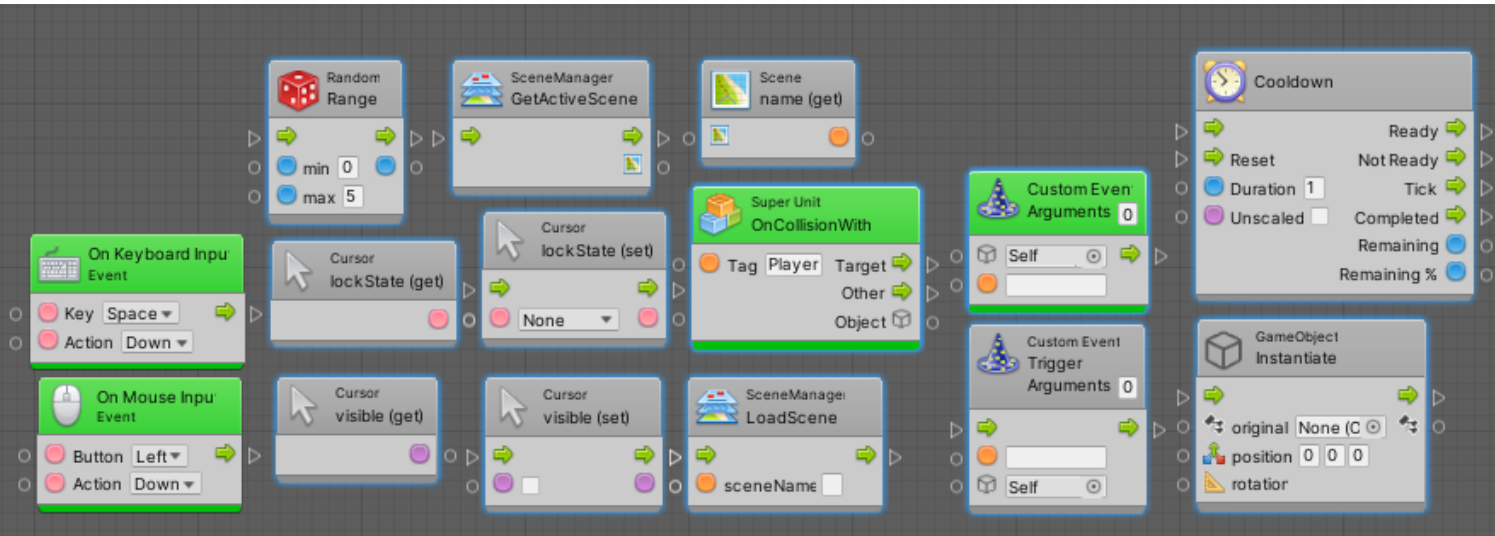 Random
Range
min 0
max 5
SceneManager
GetActiveScene
Scene
name (get)
Cooldown
Ready
Reset
Not Ready
Duration 1
Tick
Unscaled
Completed
Remaining
Remaining %
On Keyboard Inpu
Event
Key Space
Action Down
Cursor
lockState (get)
Cursor
lockState (set)
None
Super Unit
OnCollisionWith
Tag Player
Target
Other
Object
Custom Even
Arguments 0
Self
On Mouse Inpu
Event
Button Left
Action Down
Cursor
visible (get)
Cursor
visible (set)
SceneManager
LoadScene
sceneName
Custom Event
Trigger
Arguments 0
Self
GameObject
Instantiate
original None (C
position 0 0 0
rotatior